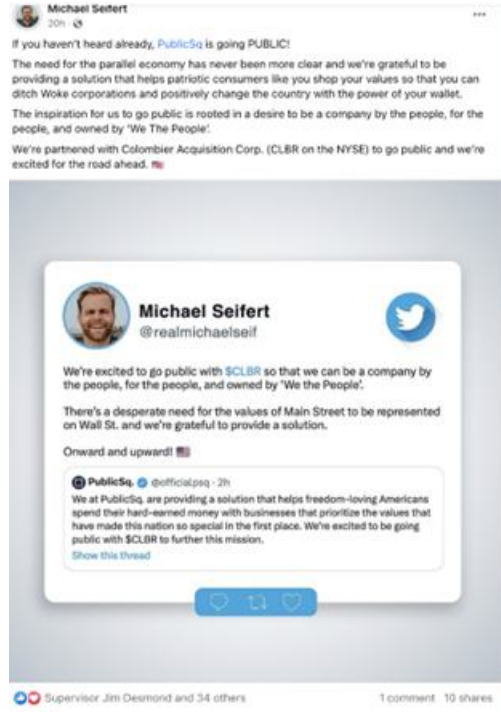 Michael Seifert
20h ·
If you haven't heard already, PublicSq is going PUBLIC!
The need for the parallel economy has never been more clear and we're grateful to be
providing a solution that helps patriotic consumers like you shop your values so that you can
ditch Woke corporations and positively change the country with the power of your wallet.
The inspiration for us to go public is rooted in a desire to be a company by the people, for the
people, and owned by 'We The People'.
We're partnered with Colombier Acquisition Corp. (CLBR on the NYSE) to go public and we're
excited for the road ahead. 🇺🇸
Michael Seifert
@realmichaelseif
We're excited to go public with $CLBR so that we can be a company by
the people, for the people, and owned by 'We the People'.
There's a desperate need for the values of Main Street to be represented
on Wall St. and we're grateful to provide a solution.
Onward and upward! 🇺🇸
PublicSq. @officialpsq · 2h
We at PublicSq. are providing a solution that helps freedom-loving Americans
spend their hard-earned money with businesses that prioritize the values that
have made this nation so special in the first place. We're excited to be going
public with $CLBR to further this mission.
Show this thread
Supervisor Jim Desmond and 34 others
1 comment 10 shares